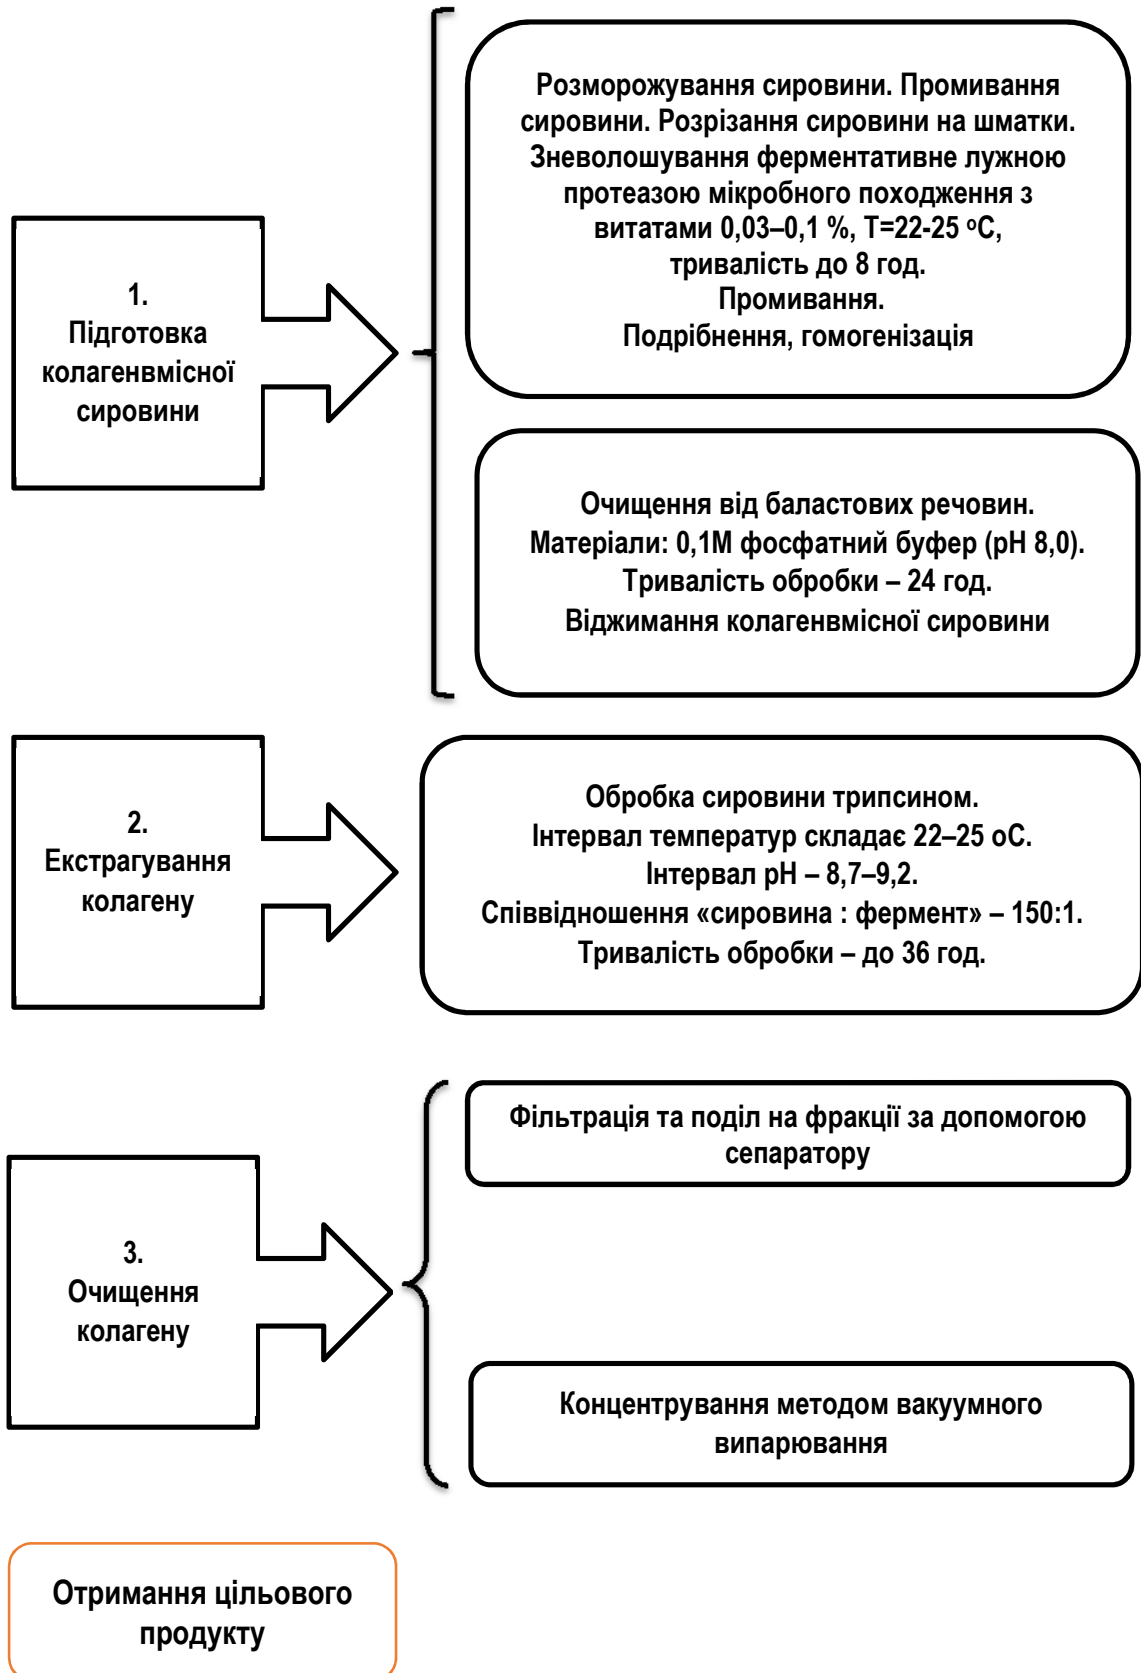 1.
Підготовка
колагенвмісної
сировини
Розморожування сировини. Промивання
сировини. Розрізання сировини на шматки.
Зневолошування ферментативне лужною
протеазою мікробного походження з
витатами 0,03–0,1 %, Т=22-25 ºС,
тривалість до 8 год.
Промивання.
Подрібнення, гомогенізація
Очищення від баластових речовин.
Матеріали: 0,1М фосфатний буфер (рН 8,0).
Тривалість обробки – 24 год.
Віджимання колагенвмісної сировини
2.
Екстрагування
колагену
Обробка сировини трипсином.
Інтервал температур складає 22–25 оС.
Інтервал рН – 8,7–9,2.
Співвідношення «сировина : фермент» – 150:1.
Тривалість обробки – до 36 год.
3.
Очищення
колагену
Фільтрація та поділ на фракції за допомогою
сепаратору
Концентрування методом вакуумного
випарювання
Отримання цільового
продукту